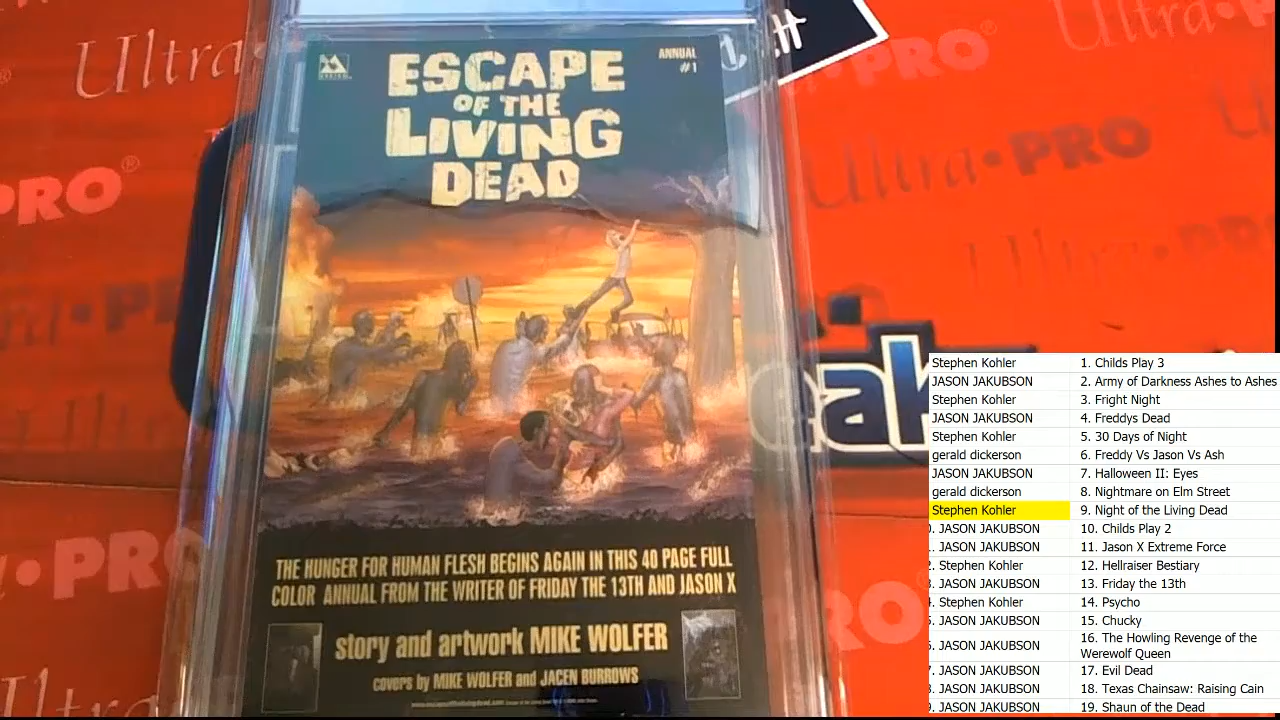 ESCAPE
OF THE
LIVING
DEAD
ANNUAL
#1
THE HUNGER FOR HUMAN FLESH BEGINS AGAIN IN THIS 40 PAGE FULL
COLOR ANNUAL FROM THE WRITER OF FRIDAY THE 13TH AND JASON X
story and artwork MIKE WOLFER
covers by MIKE WOLFER and JACEN BURROWS
Ultra
PRO
Ultra•PRO
Ultra
PRO
Stephen Kohler 1. Childs Play 3
JASON JAKUBSON 2. Army of Darkness Ashes to Ashes
Stephen Kohler 3. Fright Night
JASON JAKUBSON 4. Freddys Dead
Stephen Kohler 5. 30 Days of Night
gerald dickerson 6. Freddy Vs Jason Vs Ash
JASON JAKUBSON 7. Halloween II: Eyes
gerald dickerson 8. Nightmare on Elm Street
Stephen Kohler 9. Night of the Living Dead
. JASON JAKUBSON 10. Childs Play 2
. JASON JAKUBSON 11. Jason X Extreme Force
. Stephen Kohler 12. Hellraiser Bestiary
. JASON JAKUBSON 13. Friday the 13th
. Stephen Kohler 14. Psycho
. JASON JAKUBSON 15. Chucky
. JASON JAKUBSON 16. The Howling Revenge of the
Werewolf Queen
. JASON JAKUBSON 17. Evil Dead
. JASON JAKUBSON 18. Texas Chainsaw: Raising Cain
. JASON JAKUBSON 19. Shaun of the Dead